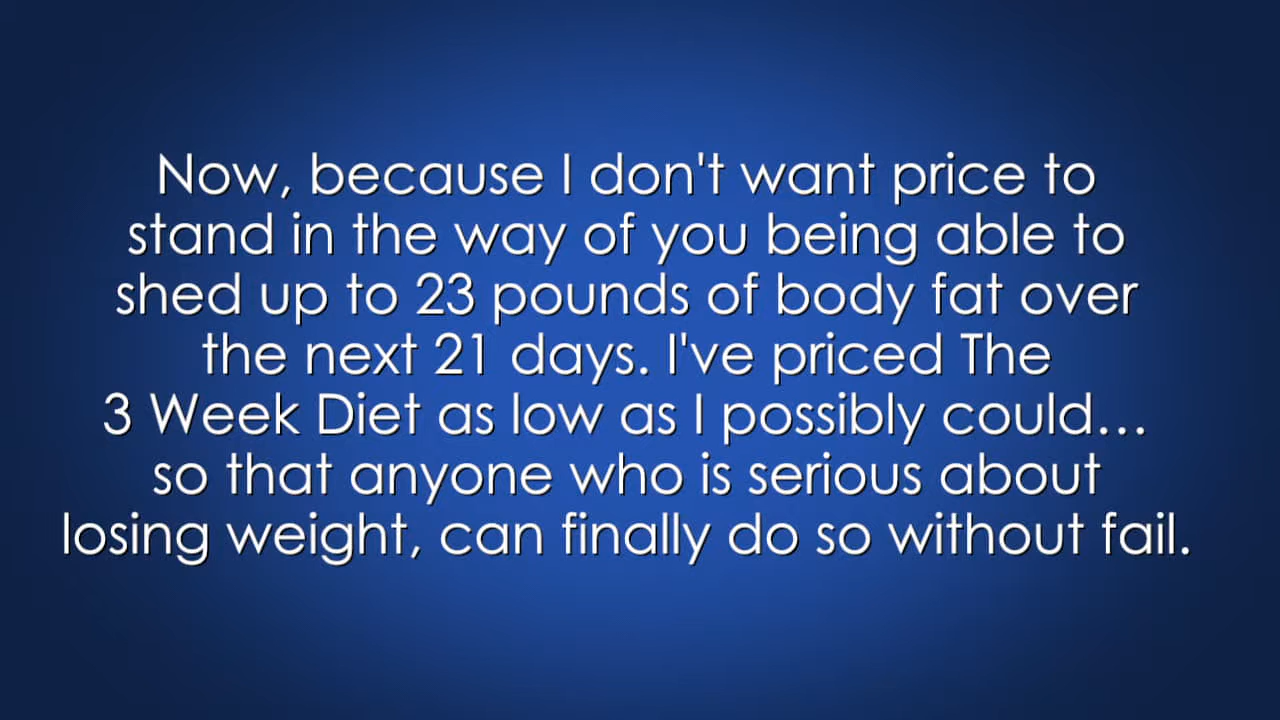 Now, because I don't want price to
stand in the way of you being able to
shed up to 23 pounds of body fat over
the next 21 days. I've priced The
3 Week Diet as low as I possibly could...
so that anyone who is serious about
losing weight, can finally do so without fail.